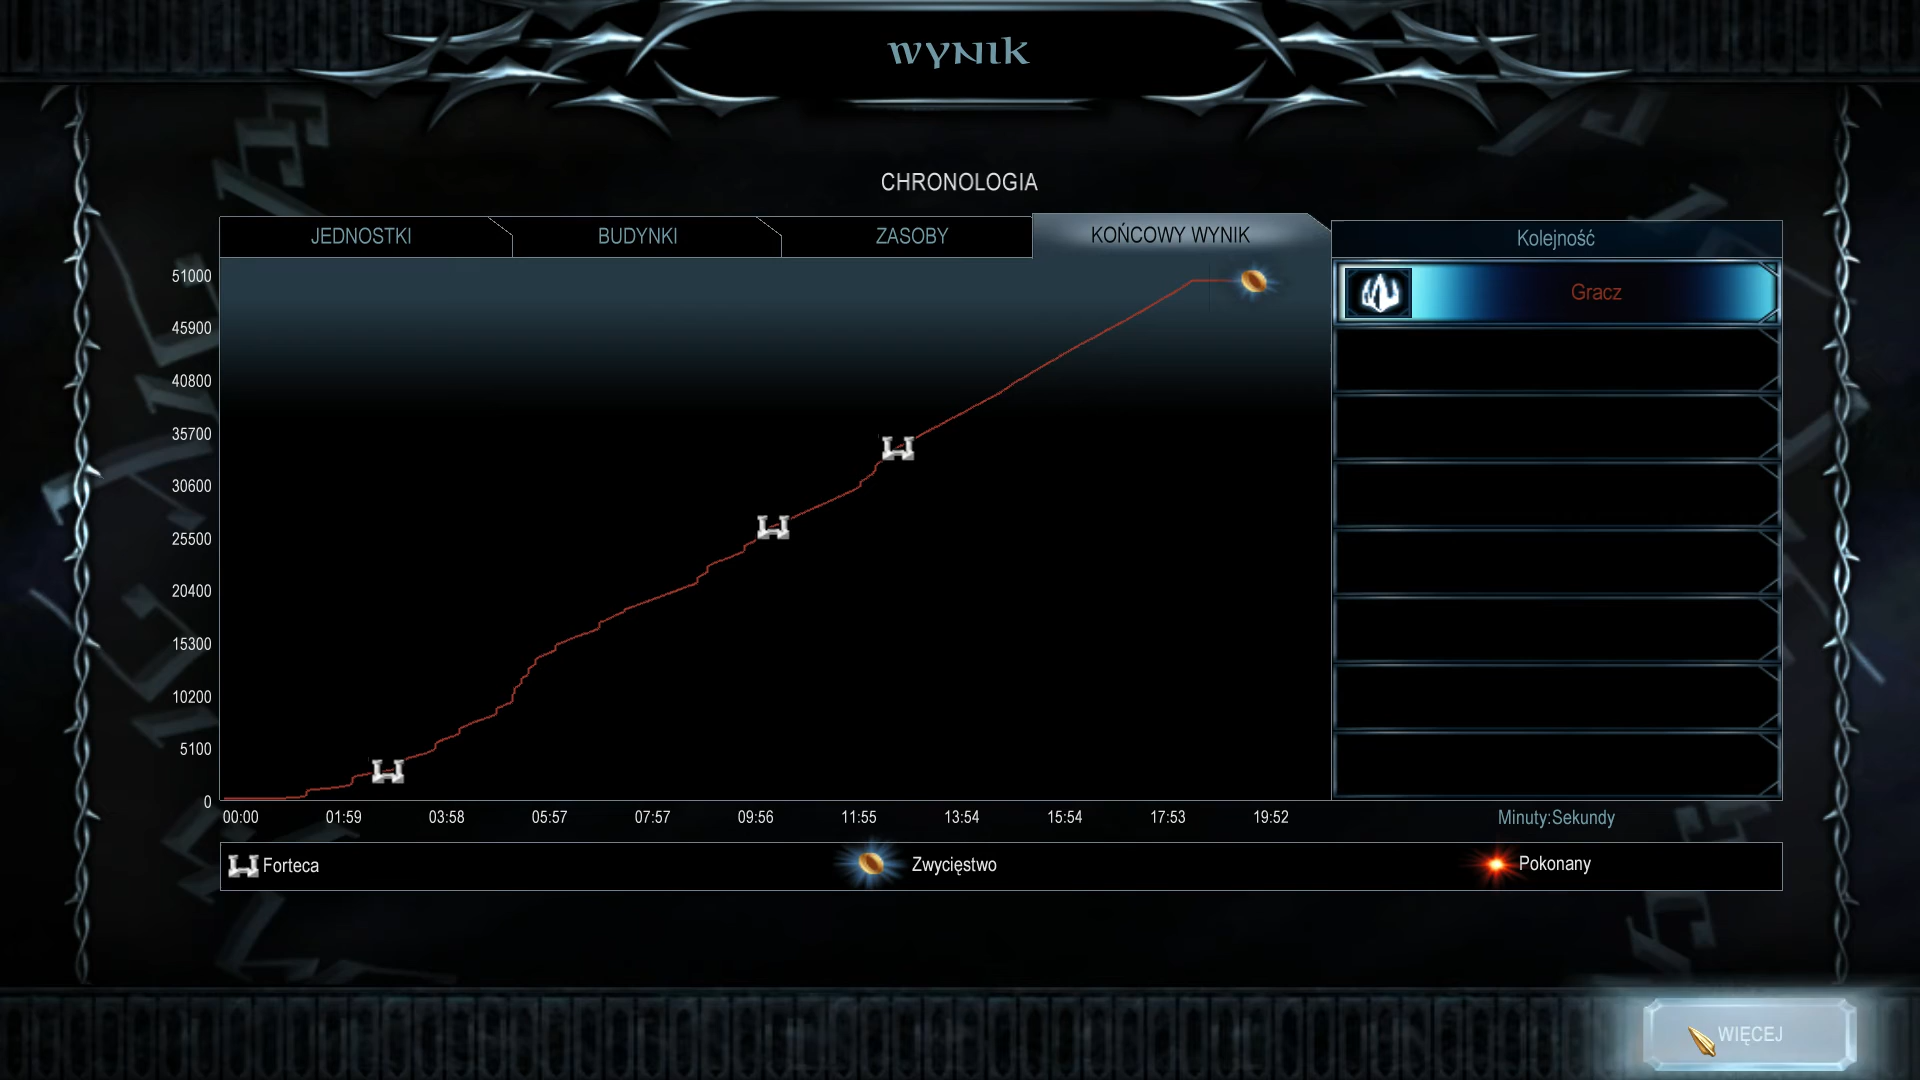 WYNIK
CHRONOLOGIA
JEDNOSTKI
BUDYNKI
ZASOBY
KOŃCOWY WYNIK
Kolejność
Gracz
51000
45900
40800
35700
30600
25500
20400
15300
10200
5100
0
00:00
01:59
03:58
05:57
07:57
09:56
11:55
13:54
15:54
17:53
19:52
Minuty:Sekundy
Forteca
Zwycięstwo
Pokonany
WIĘCEJ